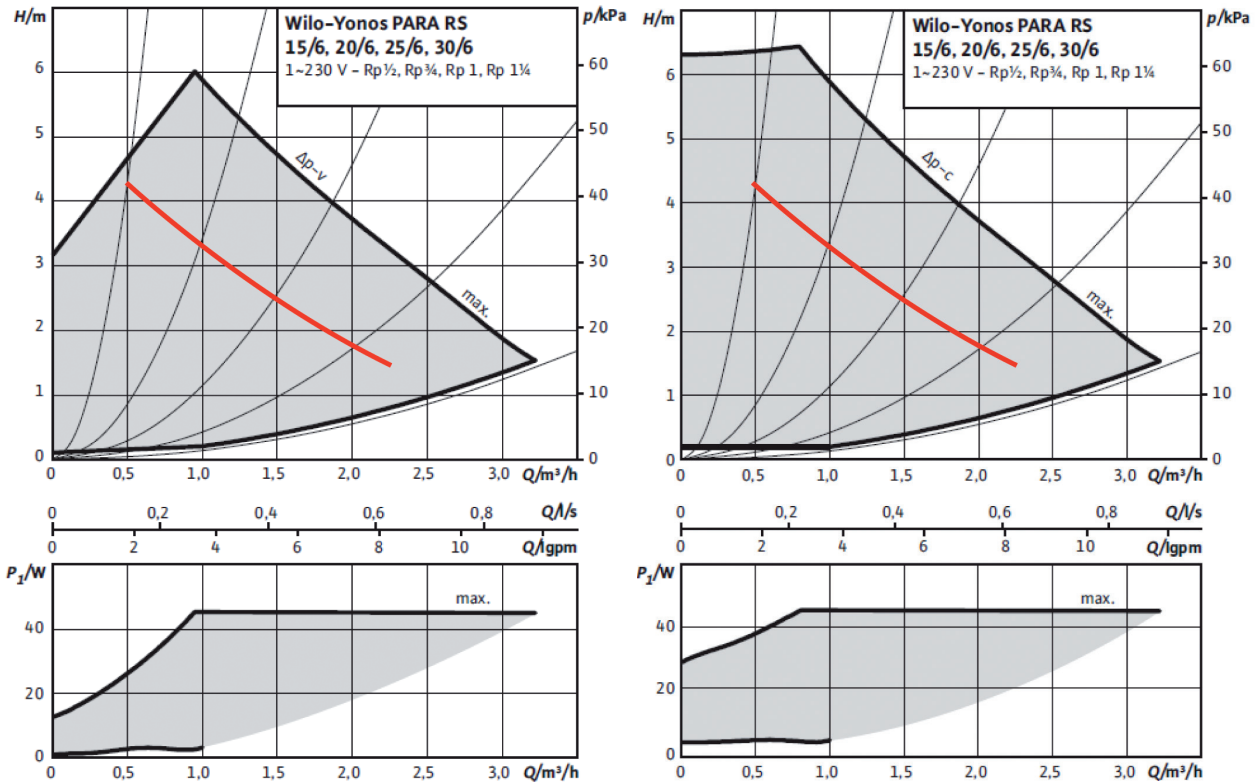 H/m
p/kPa
Wilo-Yonos PARA RS
15/6, 20/6, 25/6, 30/6
1~230 V – Rp½, Rp¾, Rp 1, Rp 1¼
6
5
4
3
2
1
0
60
50
40
30
20
10
0
Δp-v
max.
0 0,5 1,0 1,5 2,0 2,5 3,0 Q/m³/h
0 0,2 0,4 0,6 0,8 Q/l/s
0 2 4 6 8 10 Q/Igpm
P₁/W
max.
40
20
0
0 0,5 1,0 1,5 2,0 2,5 3,0 Q/m³/h
H/m
p/kPa
Wilo-Yonos PARA RS
15/6, 20/6, 25/6, 30/6
1~230 V – Rp½, Rp¾, Rp 1, Rp 1¼
6
5
4
3
2
1
0
60
50
40
30
20
10
0
Δp-c
max.
0 0,5 1,0 1,5 2,0 2,5 3,0 Q/m³/h
0 0,2 0,4 0,6 0,8 Q/l/s
0 2 4 6 8 10 Q/Igpm
P₁/W
max.
40
20
0
0 0,5 1,0 1,5 2,0 2,5 3,0 Q/m³/h